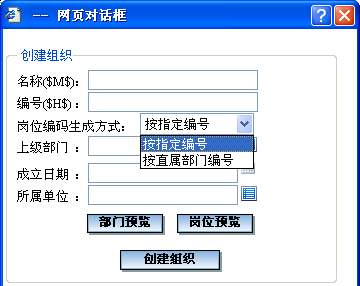 -- 网页对话框
创建组织
名称($M$)：
编号($H$)：
岗位编码生成方式： 按指定编号
按指定编号
上级部门 ：
按直属部门编号
成立日期 ：
所属单位 ：
部门预览 岗位预览
创建组织